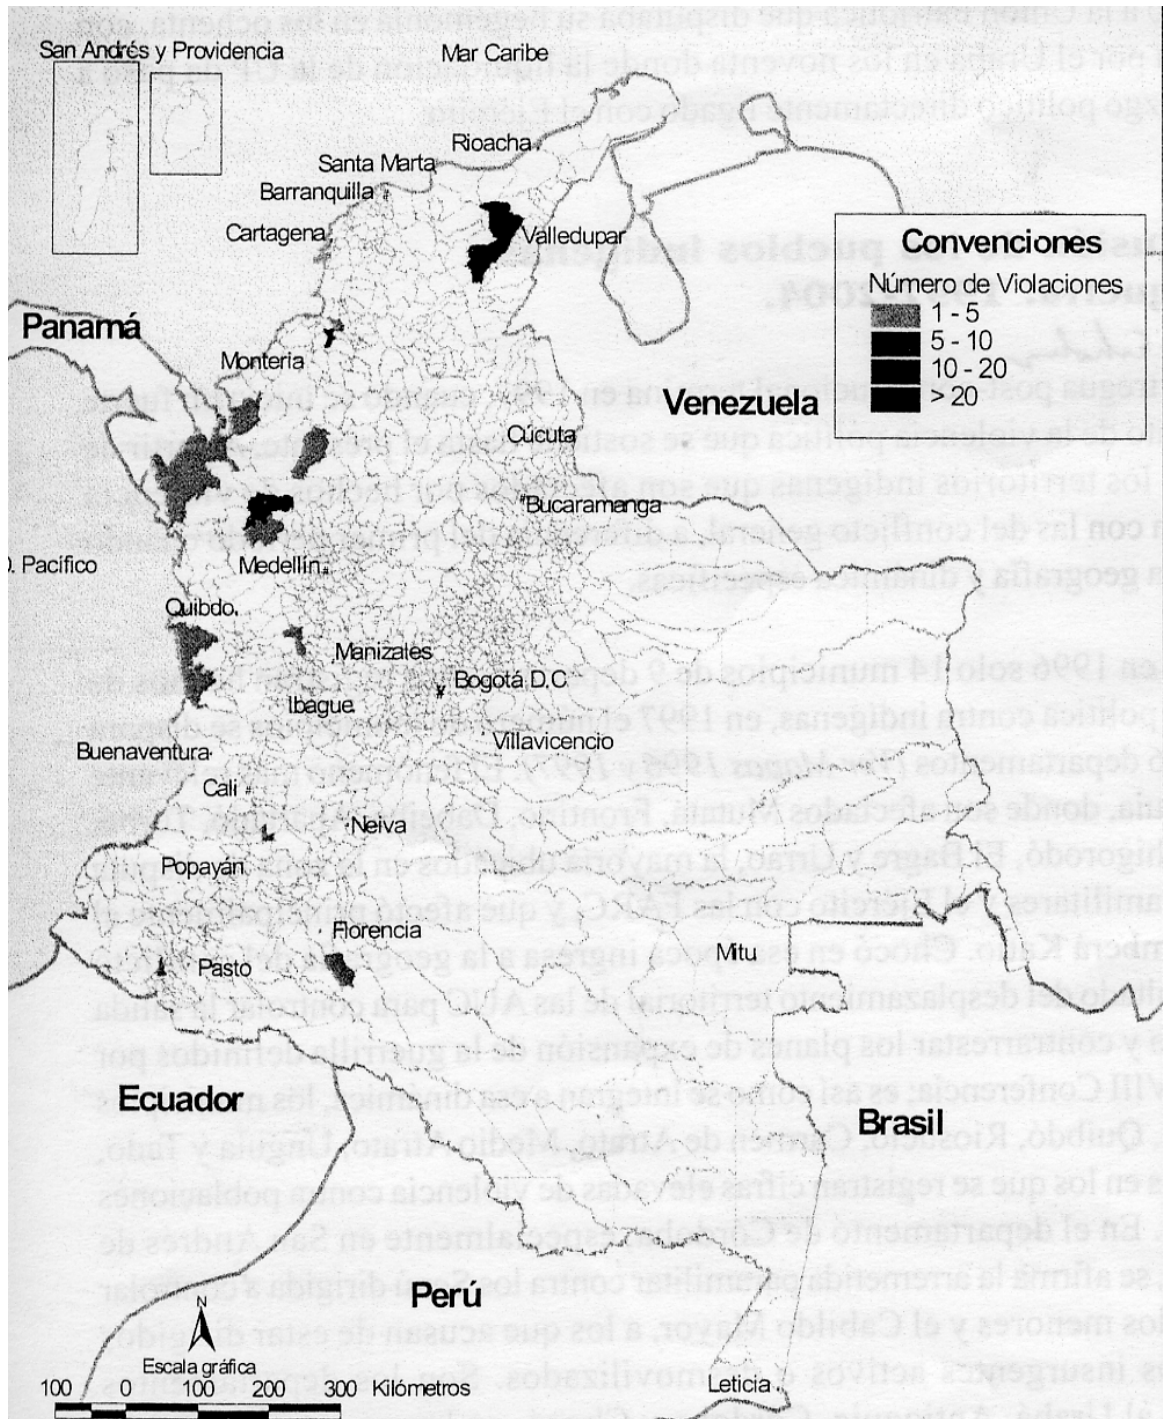 San Andrés y Providencia
Mar Caribe
Rioacha
Santa Marta
Barranquilla
Cartagena
Valledupar
Convenciones
Número de Violaciones
1 - 5
5 - 10
10 - 20
> 20
Panamá
Montería
Venezuela
Cúcuta
Bucaramanga
O. Pacífico
Medellín
Quibdo
Manizales
Bogotá D.C.
Ibague
Villavicencio
Buenaventura
Cali
Neiva
Popayán
Florencia
Mitu
Pasto
Ecuador
Brasil
Perú
N
Escala gráfica
100 0 100 200 300 Kilómetros
Leticia